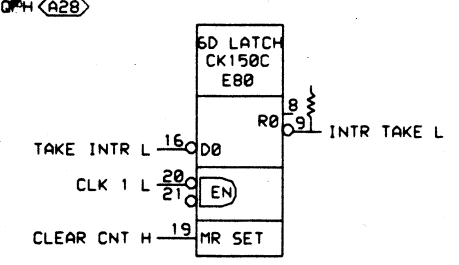 H A28
6D LATCH
CK150C
E80
8
R0
9 INTR TAKE L
TAKE INTR L 16 D0
CLK 1 L 20
21 EN
CLEAR CNT H 19 MR SET